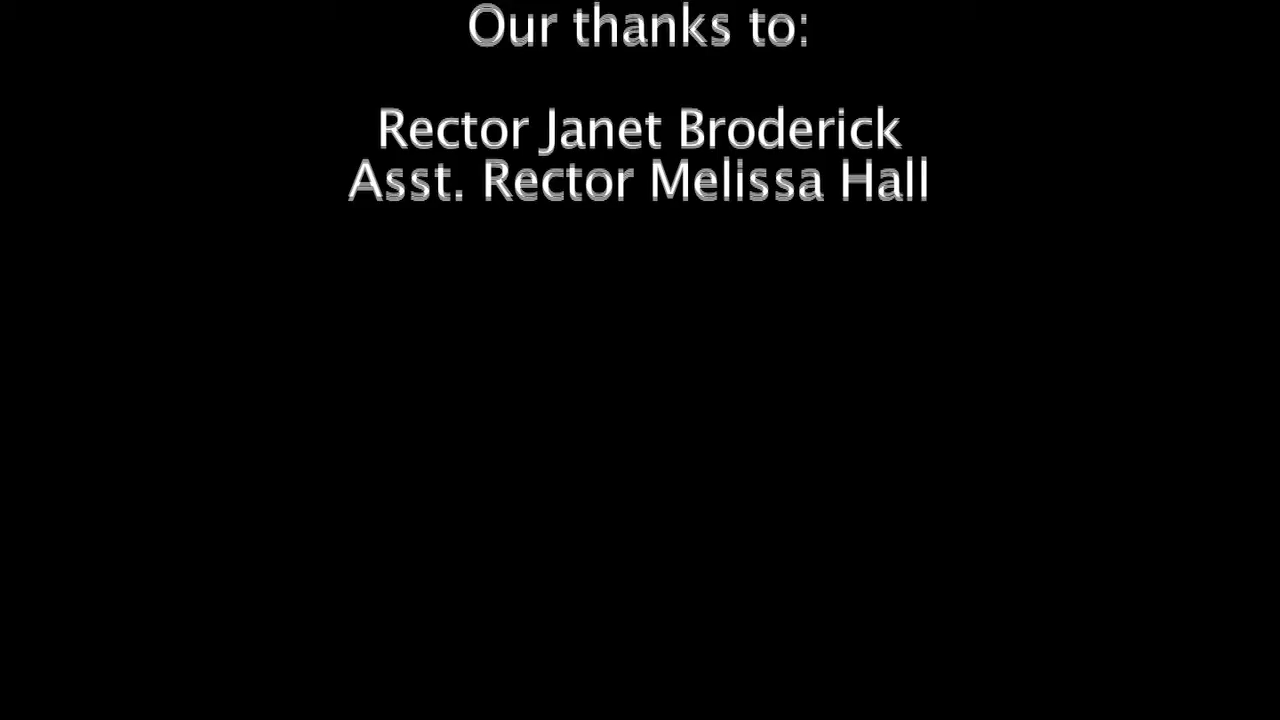 Our thanks to:
Rector Janet Broderick
Asst. Rector Melissa Hall